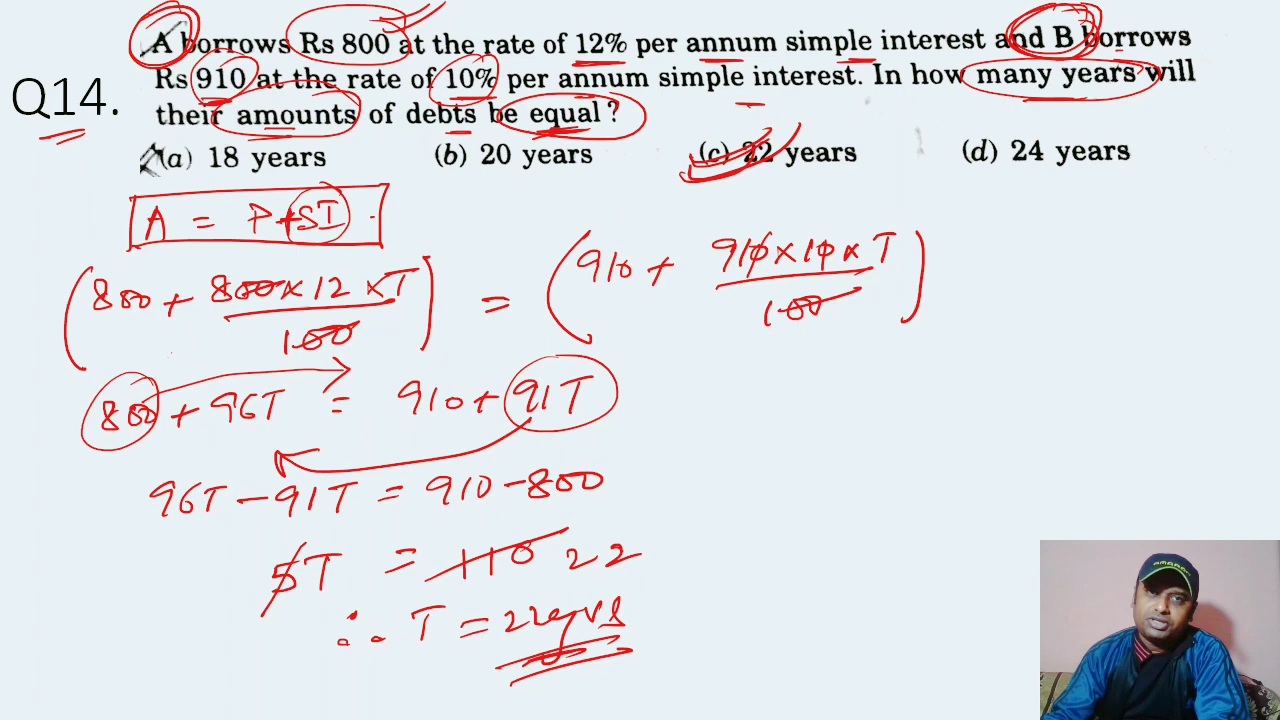 A borrows Rs 800 at the rate of 12% per annum simple interest and B borrows
Q14. Rs 910 at the rate of 10% per annum simple interest. In how many years will
their amounts of debts be equal?
(a) 18 years (b) 20 years (c) 22 years (d) 24 years
A = P+SI
(800 + 800×12×T/100) = (910 + 910×10×T/100)
800 + 96T = 910 + 91T
96T - 91T = 910 - 800
5T = 110 22
∴ T = 22yrs